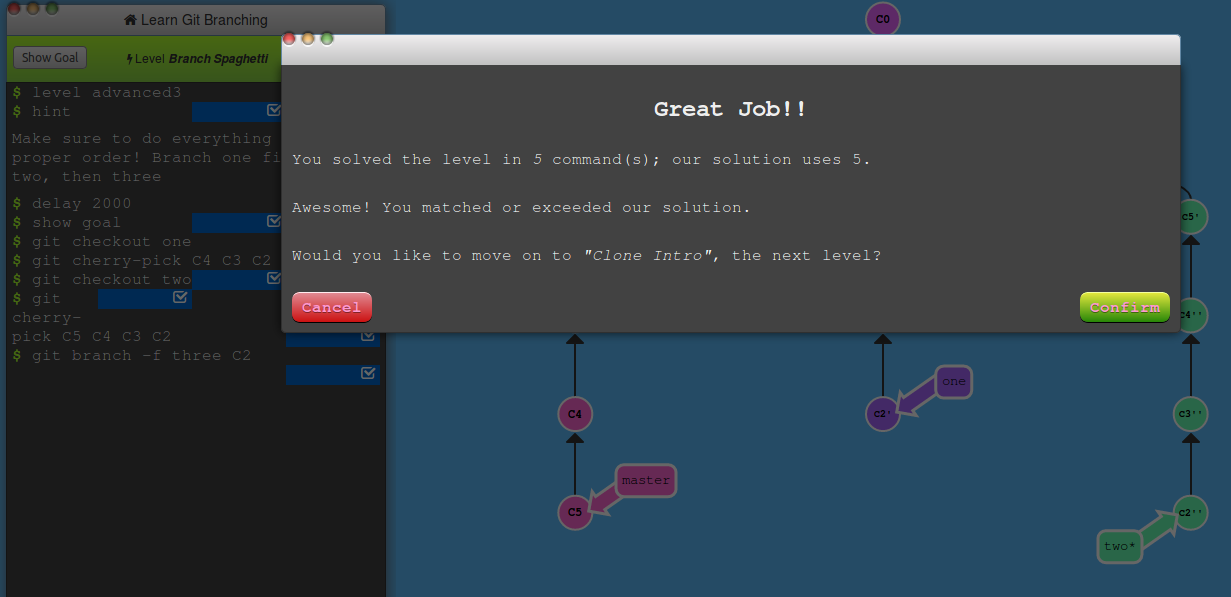 Learn Git Branching
Show Goal
Level Branch Spaghetti
$ level advanced3
$ hint
Make sure to do everything
proper order! Branch one fi
two, then three
$ delay 2000
$ show goal
$ git checkout one
$ git cherry-pick C4 C3 C2
$ git checkout two
$ git
cherry-
pick C5 C4 C3 C2
$ git branch -f three C2
Great Job!!
You solved the level in 5 command(s); our solution uses 5.
Awesome! You matched or exceeded our solution.
Would you like to move on to "Clone Intro", the next level?
Cancel
Confirm
C0
C5'
C4''
C4
C2'
one
C3''
C5
master
C2''
two*